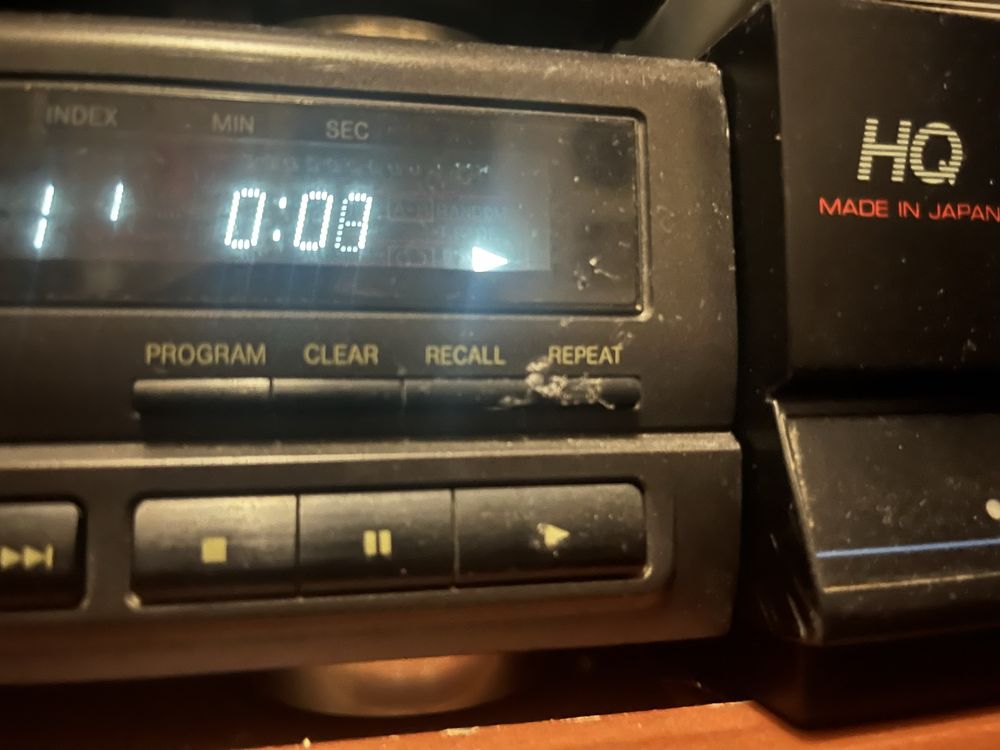 INDEX MIN SEC
1 1 0:08
PROGRAM CLEAR RECALL REPEAT
HQ
MADE IN JAPAN